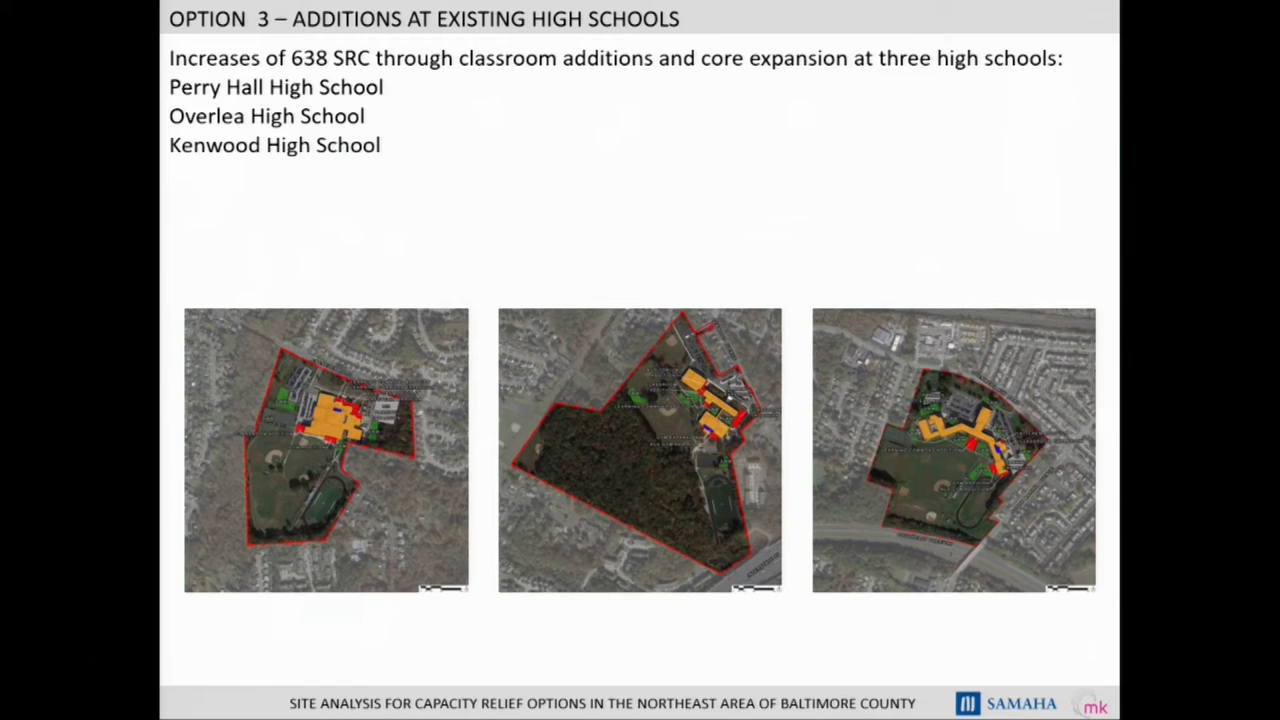 OPTION 3 – ADDITIONS AT EXISTING HIGH SCHOOLS
Increases of 638 SRC through classroom additions and core expansion at three high schools:
Perry Hall High School
Overlea High School
Kenwood High School
SITE ANALYSIS FOR CAPACITY RELIEF OPTIONS IN THE NORTHEAST AREA OF BALTIMORE COUNTY
SAMAHA
mk